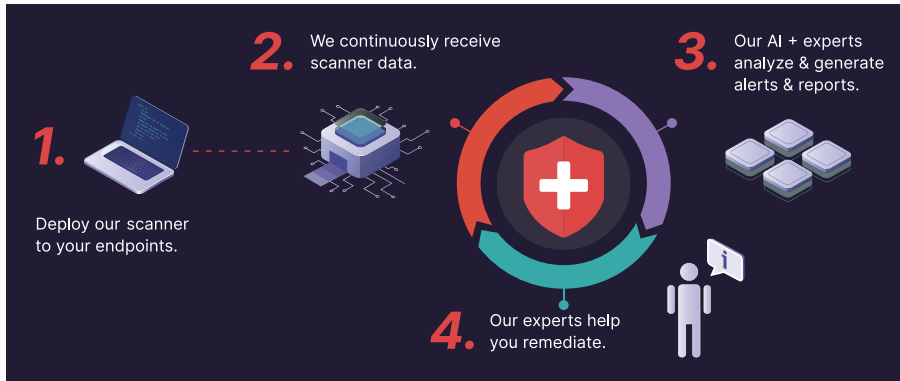 1.
Deploy our scanner
to your endpoints.
2.
We continuously receive
scanner data.
3.
Our AI + experts
analyze & generate
alerts & reports.
4.
Our experts help
you remediate.
i